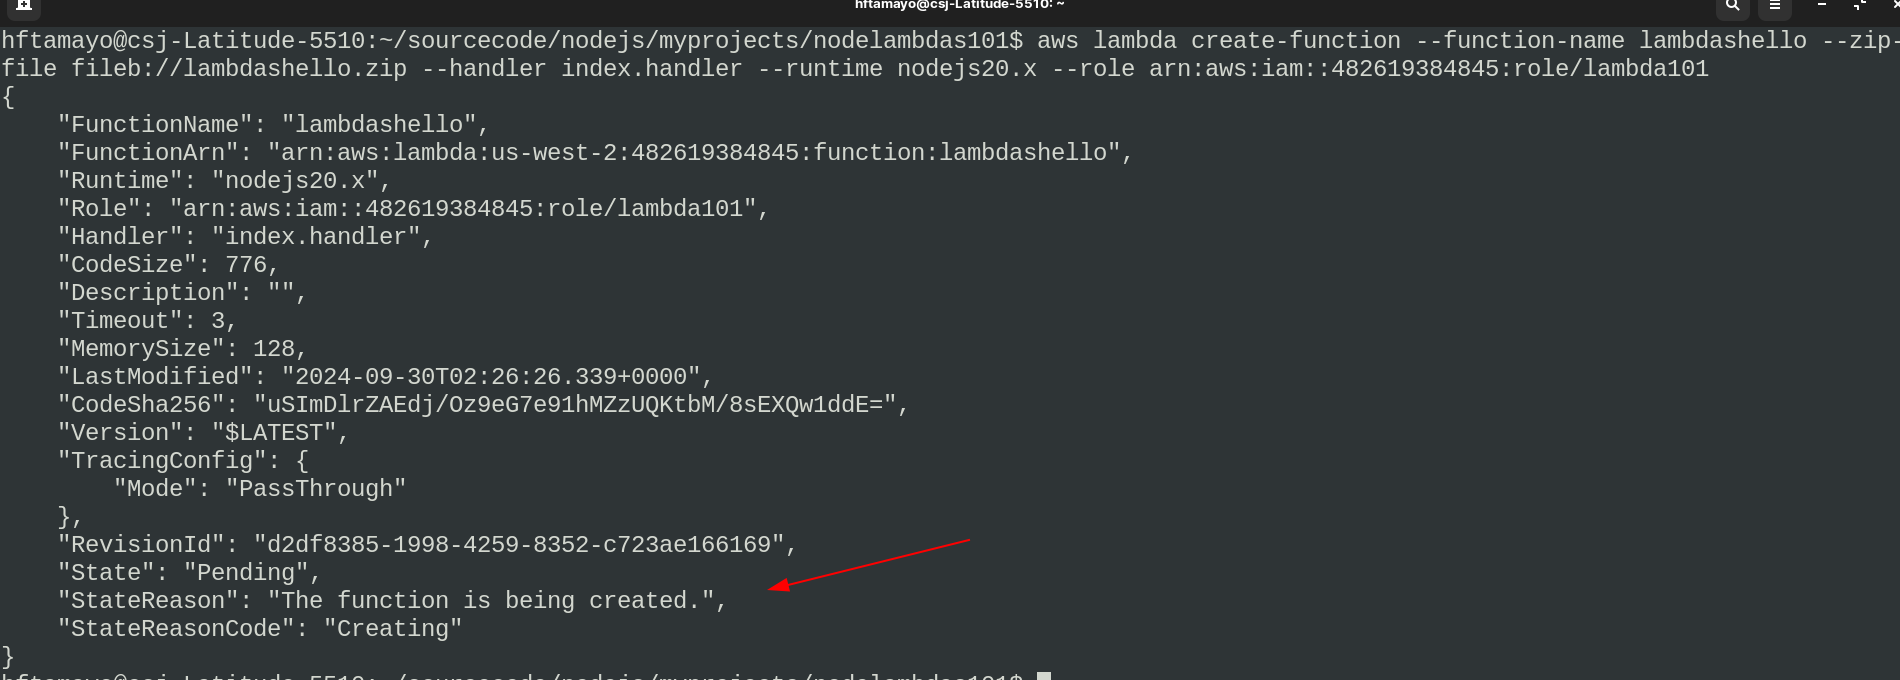 hftamayo@csj-Latitude-5510: ~
hftamayo@csj-Latitude-5510:~/sourcecode/nodejs/myprojects/nodelambdas101$ aws lambda create-function --function-name lambdashello --zip-
file fileb://lambdashello.zip --handler index.handler --runtime nodejs20.x --role arn:aws:iam::482619384845:role/lambda101
{
    "FunctionName": "lambdashello",
    "FunctionArn": "arn:aws:lambda:us-west-2:482619384845:function:lambdashello",
    "Runtime": "nodejs20.x",
    "Role": "arn:aws:iam::482619384845:role/lambda101",
    "Handler": "index.handler",
    "CodeSize": 776,
    "Description": "",
    "Timeout": 3,
    "MemorySize": 128,
    "LastModified": "2024-09-30T02:26:26.339+0000",
    "CodeSha256": "uSImDlrZAEdj/Oz9eG7e91hMZzUQKtbM/8sEXQw1ddE=",
    "Version": "$LATEST",
    "TracingConfig": {
        "Mode": "PassThrough"
    },
    "RevisionId": "d2df8385-1998-4259-8352-c723ae166169",
    "State": "Pending",
    "StateReason": "The function is being created.",
    "StateReasonCode": "Creating"
}
hftamayo@csj-Latitude-5510:~/sourcecode/nodejs/myprojects/nodelambdas101$